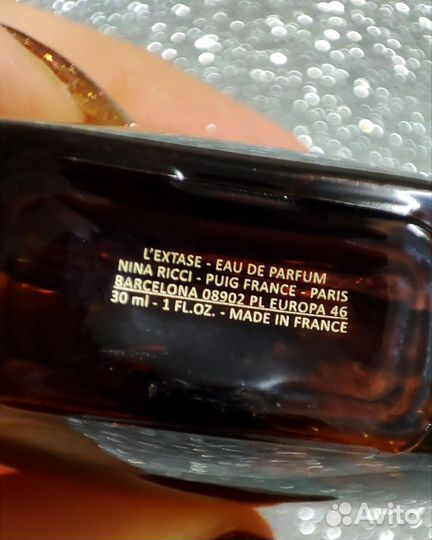 L'EXTASE - EAU DE PARFUM
NINA RICCI - PUIG FRANCE - PARIS
BARCELONA 08902 PL EUROPA 46
30 ml - 1 FL.OZ. - MADE IN FRANCE
Avito